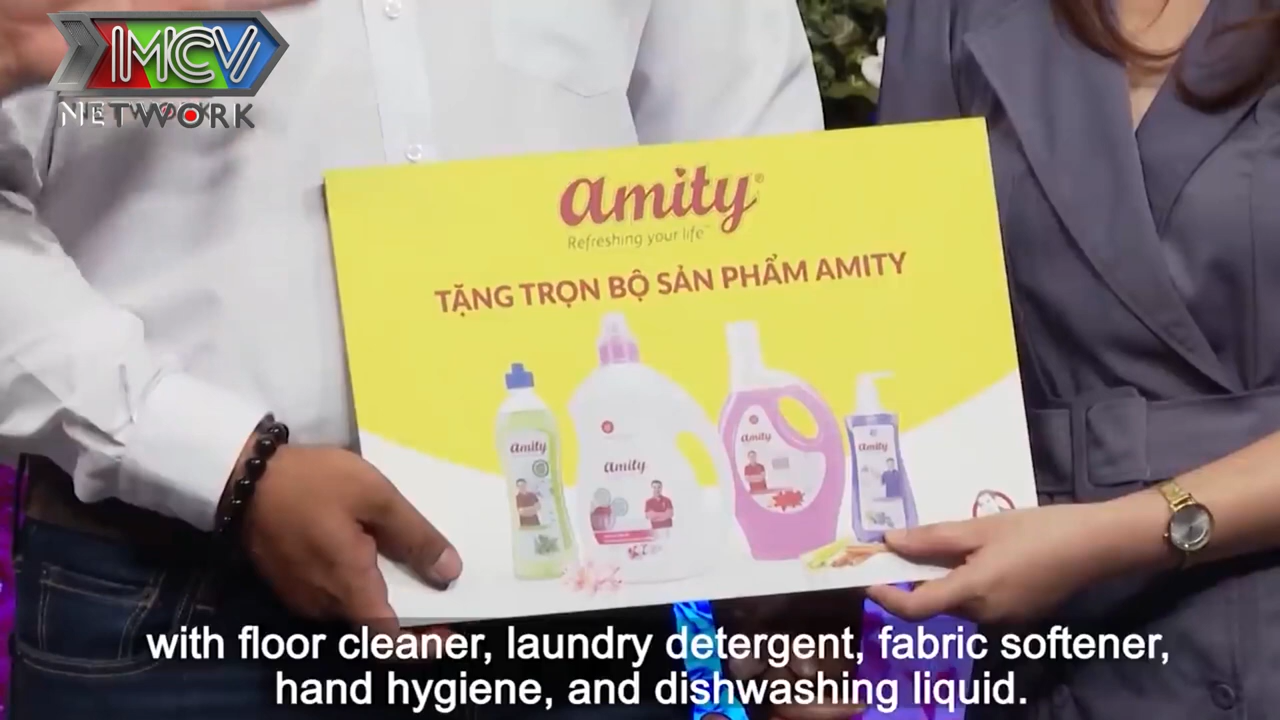 MCV
NETWORK
amity®
Refreshing your life™
TẶNG TRỌN BỘ SẢN PHẨM AMITY
amity
amity
amity
amity
with floor cleaner, laundry detergent, fabric softener,
hand hygiene, and dishwashing liquid.